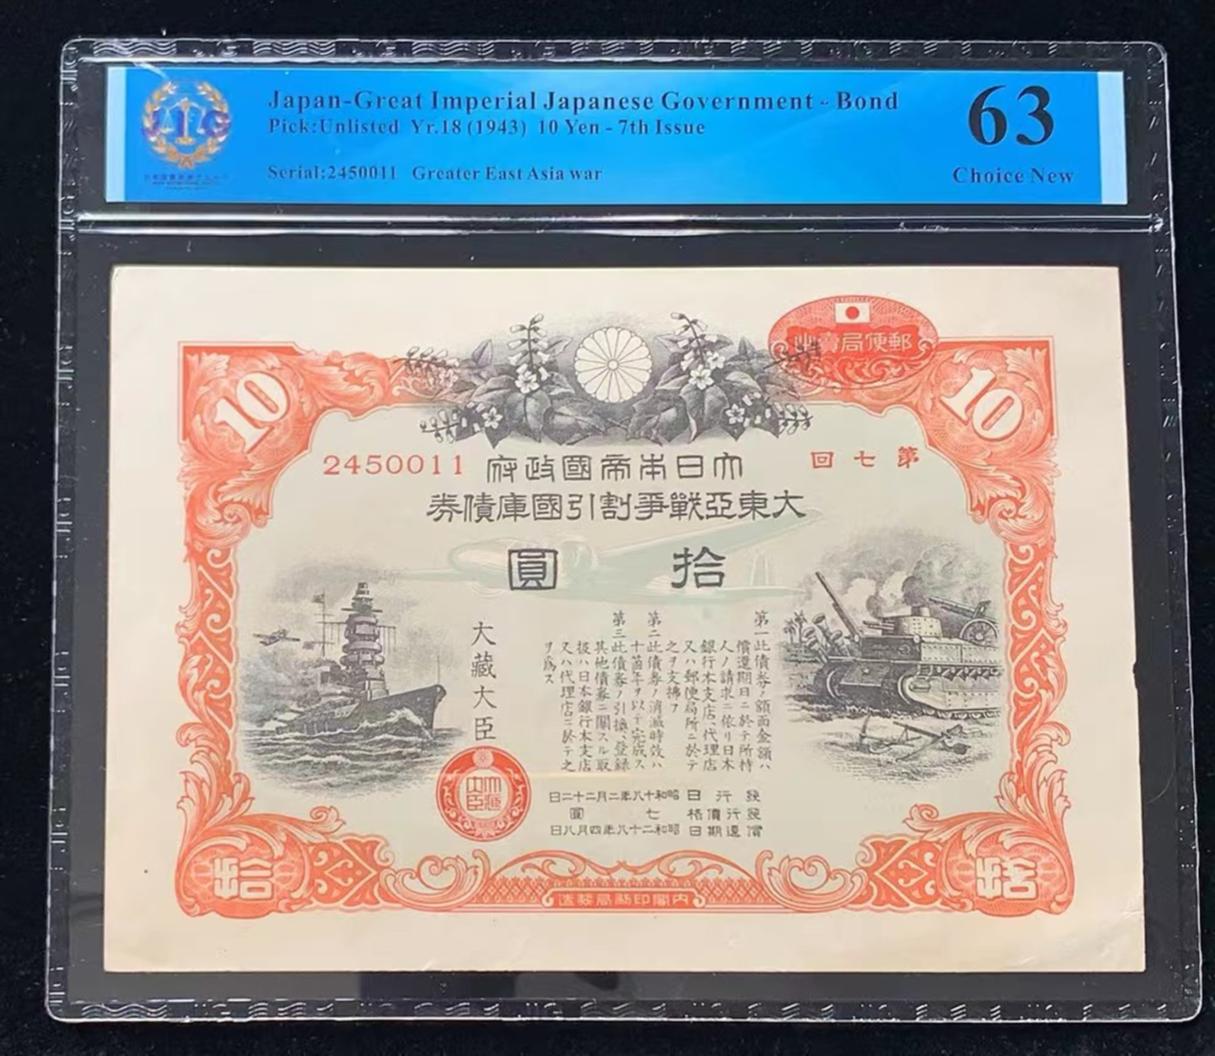 Japan-Great Imperial Japanese Government - Bond
Pick:Unlisted Yr.18 (1943) 10 Yen - 7th Issue
Serial:2450011 Greater East Asia war
63
Choice New
郵便局賣出
10
10
第七回
2450011
大日本帝國政府
大東亞戰爭割引國庫債券
拾圓
第一此債券ノ額面金額ハ
償還期日ニ於テ所持
人ノ請求ニ依リ日本
銀行本支店、代理店
又ハ郵便局所ニ於テ
之ヲ支拂フ
第二此債券ノ消滅時效ハ
十箇年ヲ以テ完成ス
第三此債券ノ引換、登錄
其他債券ニ關スル取
扱ハ日本銀行本支店
又ハ代理店ニ於テ之
ヲ爲ス
大藏大臣
大藏大臣
發行日 昭和十八年二月二十二日
發行價格 七圓
償還期日 昭和二十八年四月八日
拾
拾
内閣印刷局製造